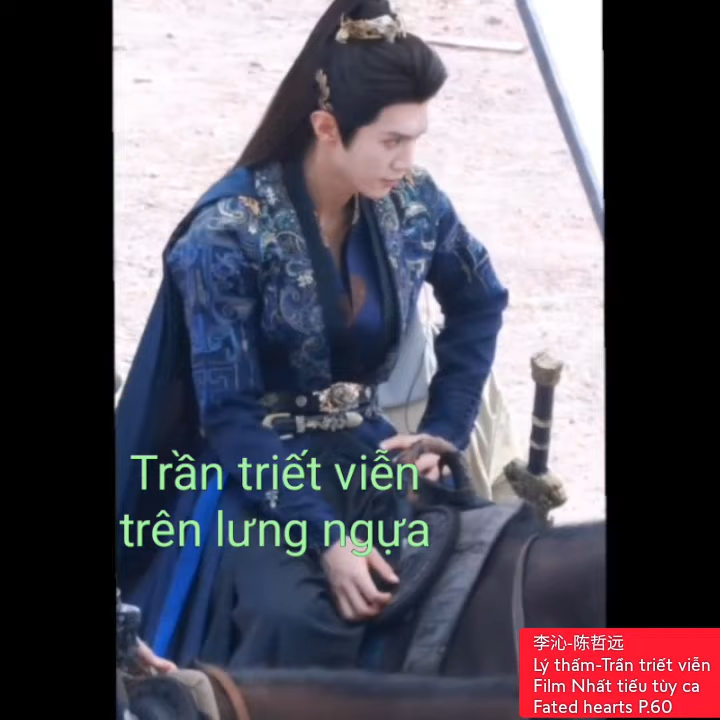 Trần triết viễn
trên lưng ngựa
李沁-陈哲远
Lý thấm-Trần triết viễn
Film Nhất tiếu tùy ca
Fated hearts P.60